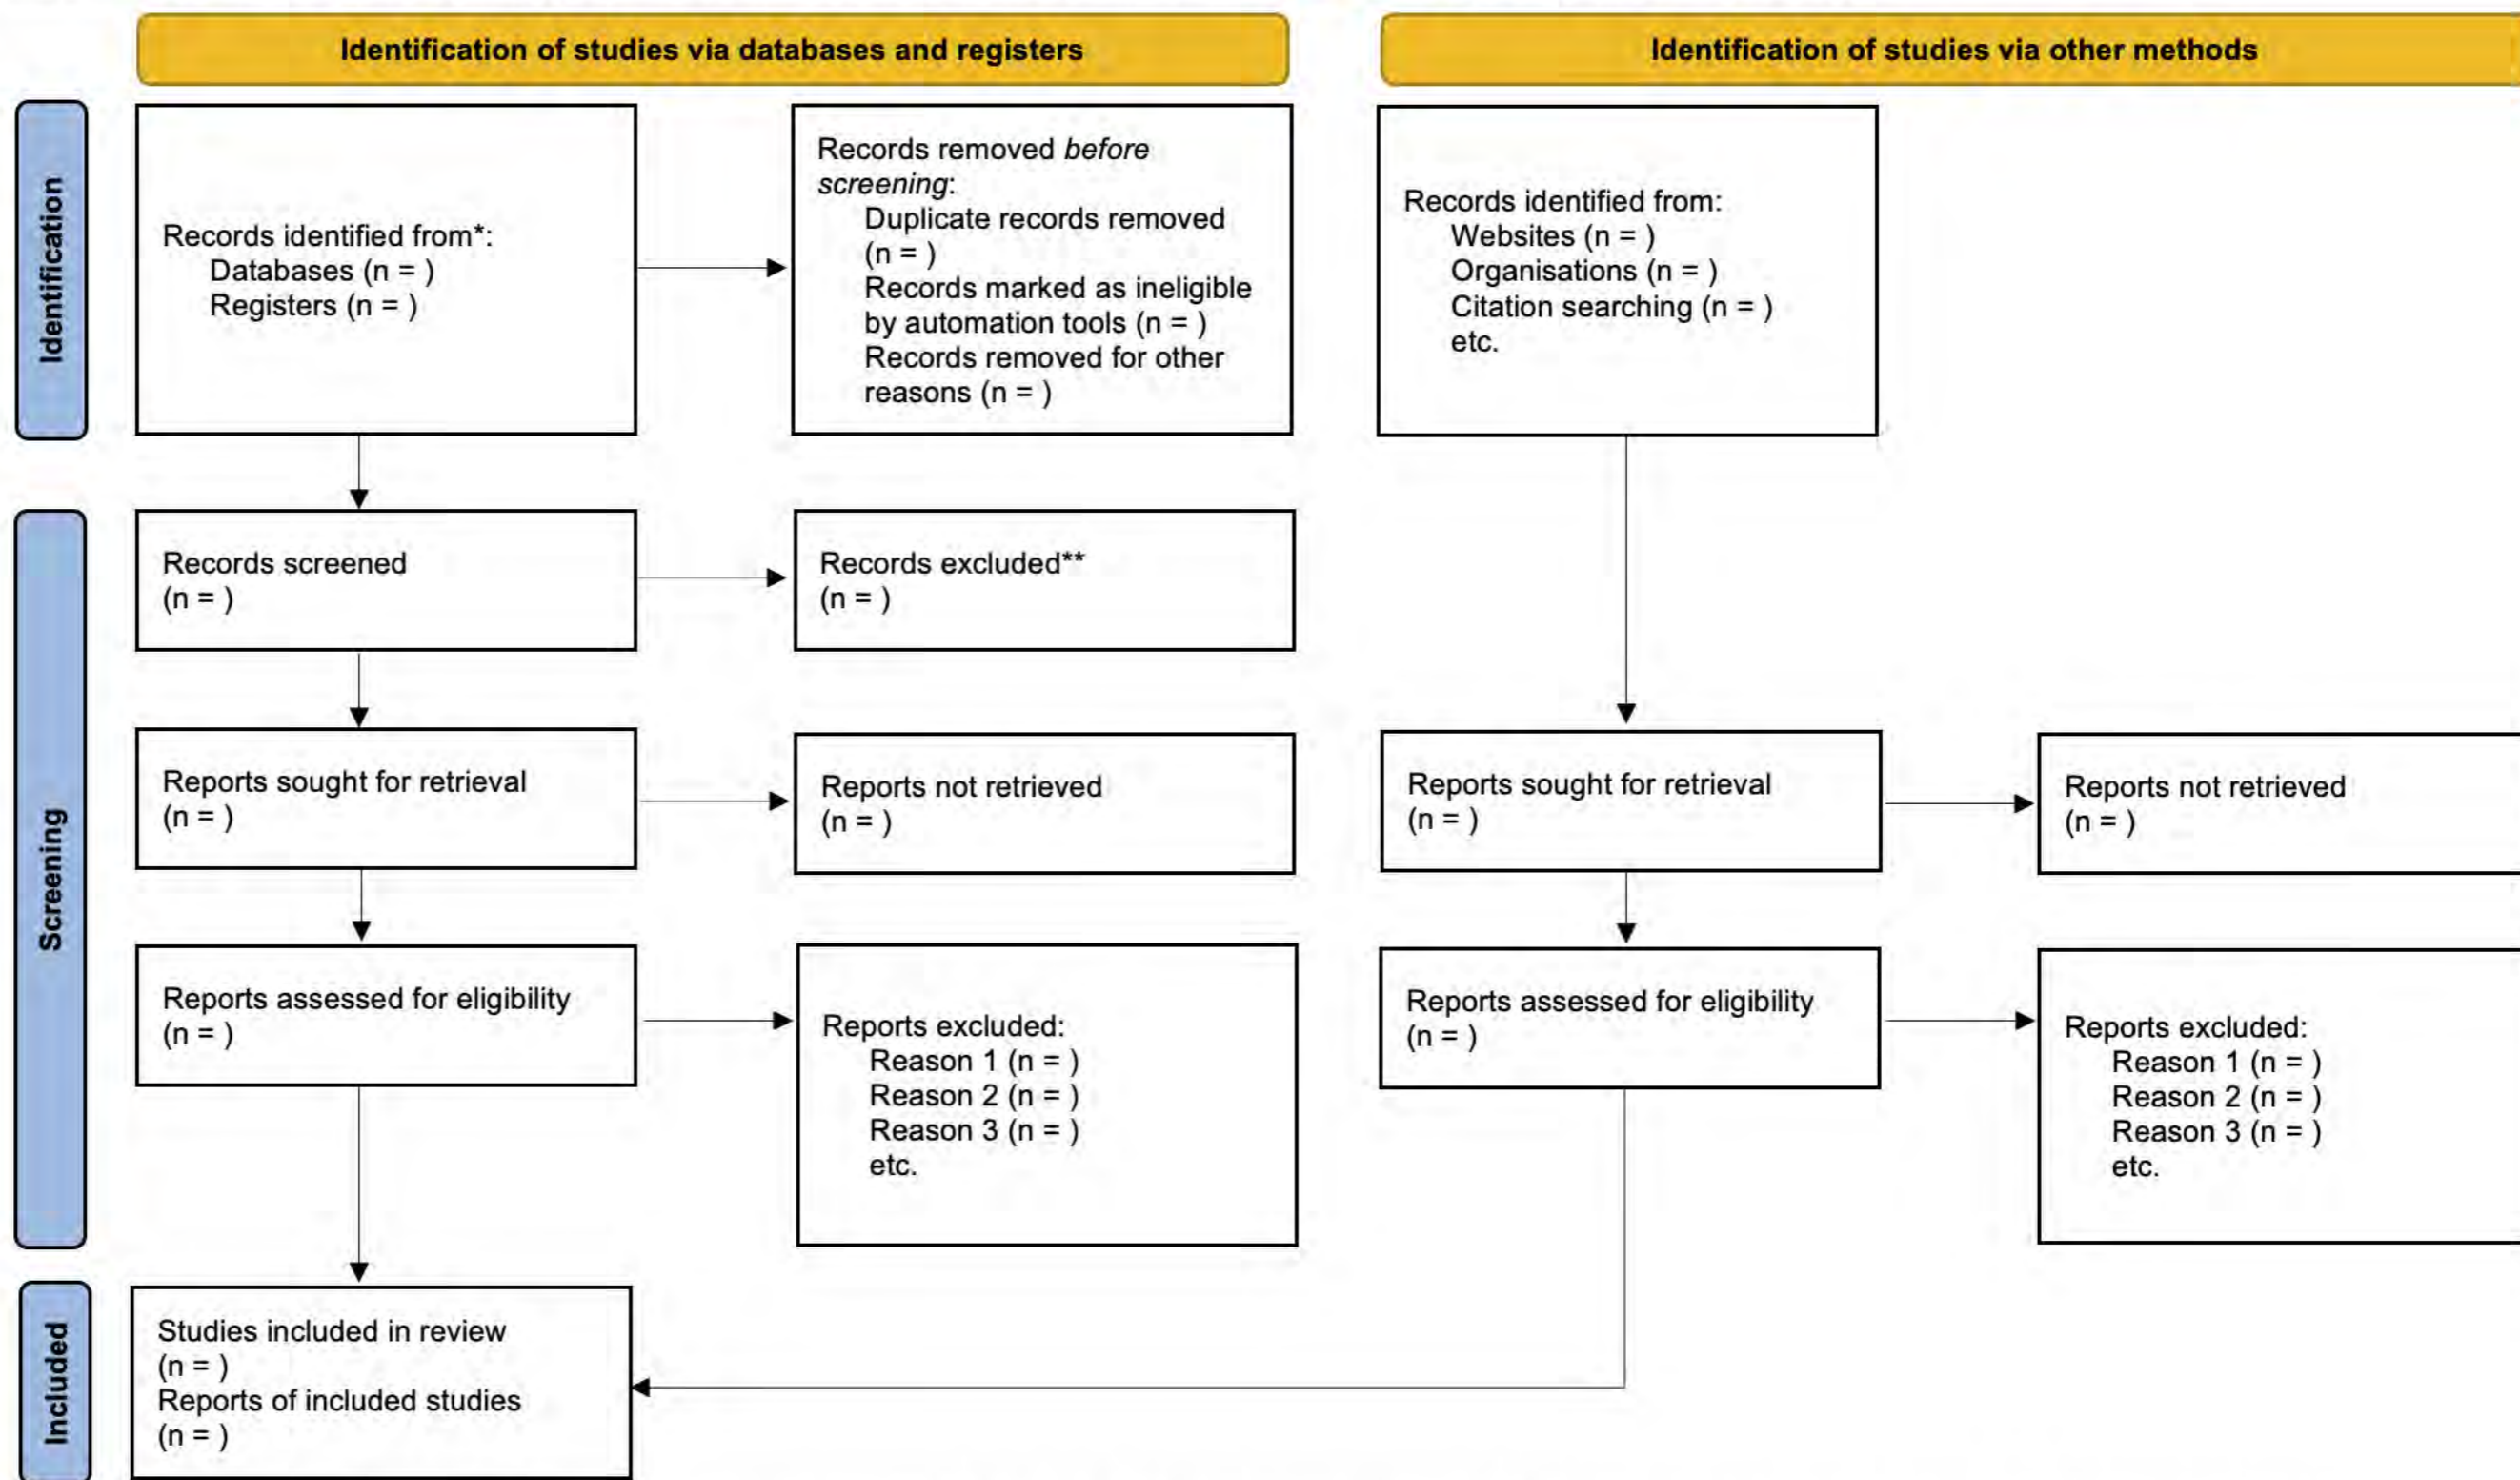 Identification of studies via databases and registers
Identification of studies via other methods
Identification
Records identified from*:
Databases (n = )
Registers (n = )
Records removed before
screening:
Duplicate records removed
(n = )
Records marked as ineligible
by automation tools (n = )
Records removed for other
reasons (n = )
Records identified from:
Websites (n = )
Organisations (n = )
Citation searching (n = )
etc.
Screening
Records screened
(n = )
Records excluded**
(n = )
Reports sought for retrieval
(n = )
Reports not retrieved
(n = )
Reports sought for retrieval
(n = )
Reports not retrieved
(n = )
Reports assessed for eligibility
(n = )
Reports excluded:
Reason 1 (n = )
Reason 2 (n = )
Reason 3 (n = )
etc.
Reports assessed for eligibility
(n = )
Reports excluded:
Reason 1 (n = )
Reason 2 (n = )
Reason 3 (n = )
etc.
Included
Studies included in review
(n = )
Reports of included studies
(n = )